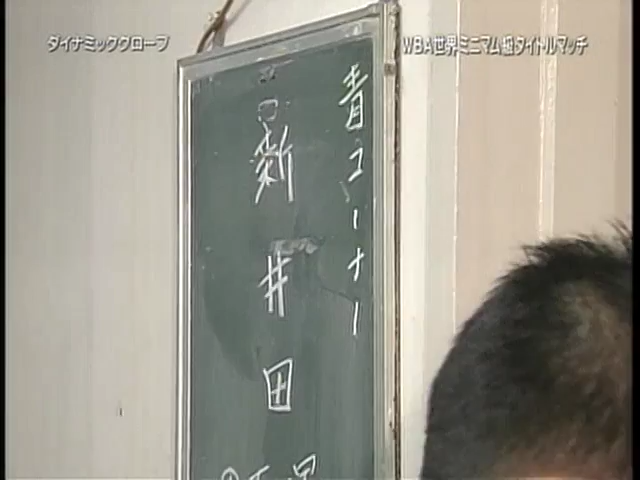 ダイナミックグローブ
WBA世界ミニマム級タイトルマッチ
青コーナー
新井田